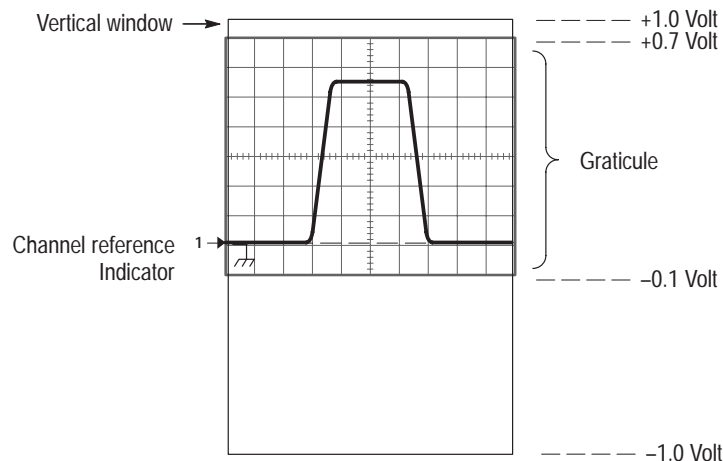 Vertical window
+1.0 Volt
+0.7 Volt
Graticule
1
Channel reference
Indicator
–0.1 Volt
–1.0 Volt